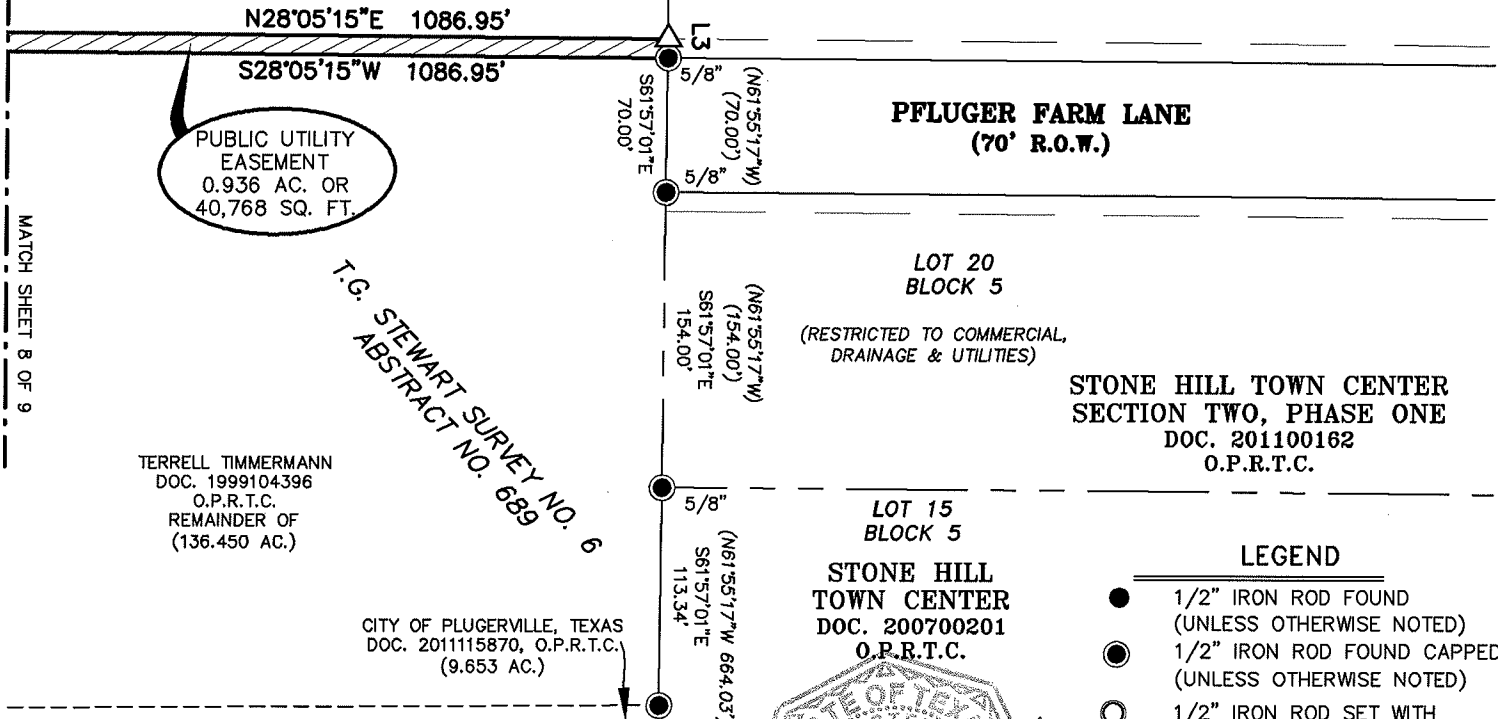 N28°05'15"E 1086.95'
S28°05'15"W 1086.95'
L3
5/8"
S61°57'01"E
70.00'
(N61°55'17"W)
(70.00')
PFLUGER FARM LANE
(70' R.O.W.)
PUBLIC UTILITY
EASEMENT
0.936 AC. OR
40,768 SQ. FT.
5/8"
MATCH SHEET 8 OF 9
T.G. STEWART SURVEY NO. 6
ABSTRACT NO. 689
S61°57'01"E
154.00'
(N61°55'17"W)
(154.00')
LOT 20
BLOCK 5
(RESTRICTED TO COMMERCIAL,
DRAINAGE & UTILITIES)
STONE HILL TOWN CENTER
SECTION TWO, PHASE ONE
DOC. 201100162
O.P.R.T.C.
TERRELL TIMMERMANN
DOC. 1999104396
O.P.R.T.C.
REMAINDER OF
(136.450 AC.)
5/8"
LOT 15
BLOCK 5
STONE HILL
TOWN CENTER
DOC. 200700201
O.P.R.T.C.
S61°57'01"E
113.34'
(N61°55'17"W 664.03')
CITY OF PLUGERVILLE, TEXAS
DOC. 2011115870, O.P.R.T.C.
(9.653 AC.)
LEGEND
1/2" IRON ROD FOUND
(UNLESS OTHERWISE NOTED)
1/2" IRON ROD FOUND CAPPED
(UNLESS OTHERWISE NOTED)
1/2" IRON ROD SET WITH
OF